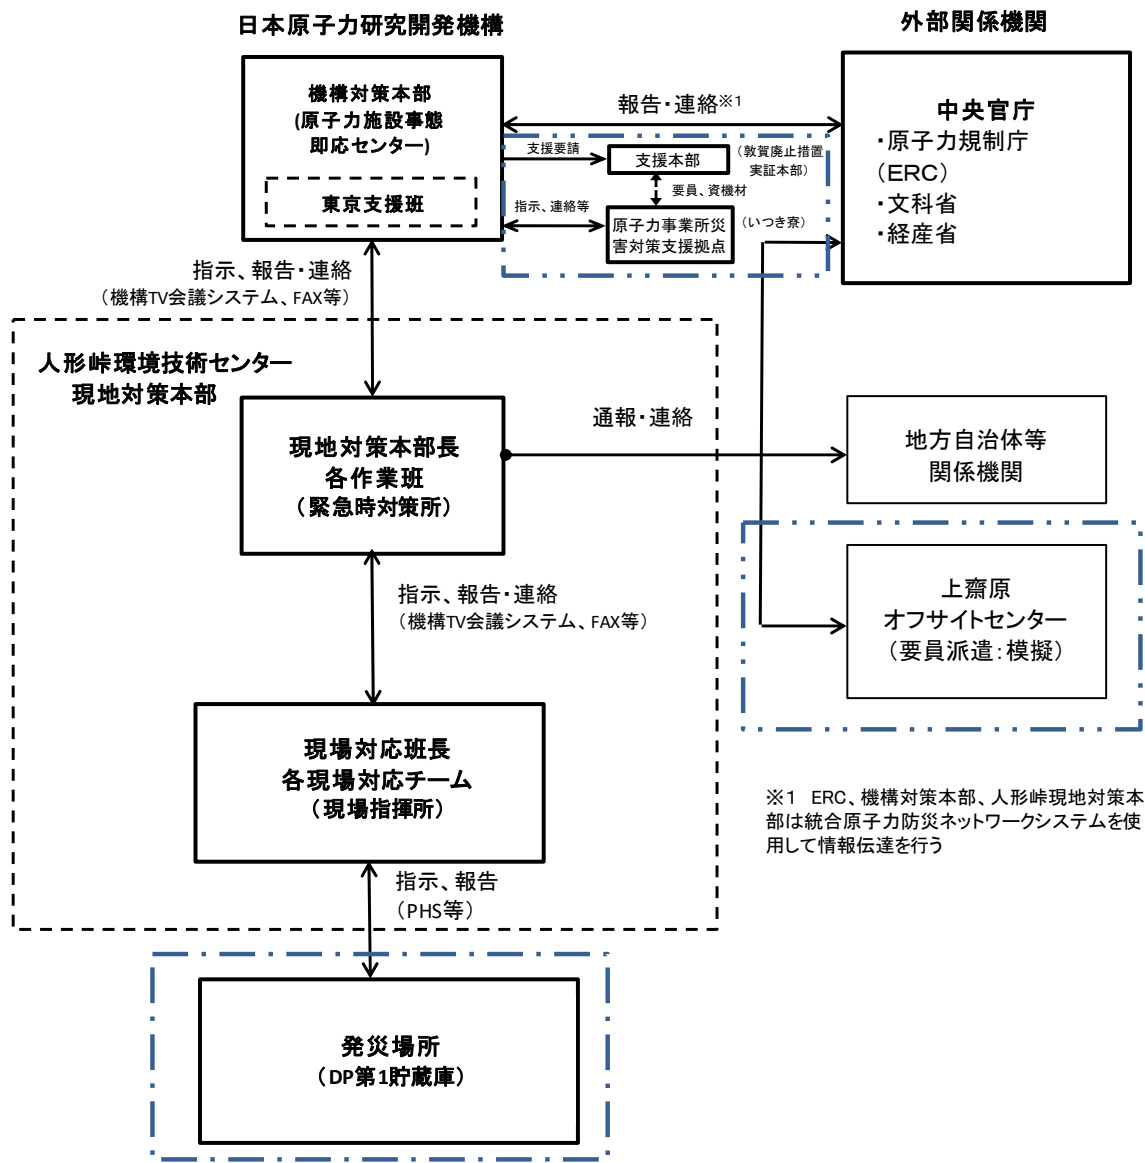 日本原子力研究開発機構
外部関係機関
機構対策本部
(原子力施設事態
即応センター)
東京支援班
報告・連絡※1
支援要請
支援本部
（敦賀廃止措置
実証本部）
要員、資機材
指示、連絡等
原子力事業所災
害対策支援拠点
（いつき寮）
中央官庁
・原子力規制庁
（ERC）
・文科省
・経産省
指示、報告・連絡
（機構TV会議システム、FAX等）
人形峠環境技術センター
現地対策本部
現地対策本部長
各作業班
（緊急時対策所）
通報・連絡
地方自治体等
関係機関
指示、報告・連絡
（機構TV会議システム、FAX等）
上齋原
オフサイトセンター
（要員派遣：模擬）
現場対応班長
各現場対応チーム
（現場指揮所）
※1　ERC、機構対策本部、人形峠現地対策本
部は統合原子力防災ネットワークシステムを使
用して情報伝達を行う
指示、報告
（PHS等）
発災場所
（DP第1貯蔵庫）